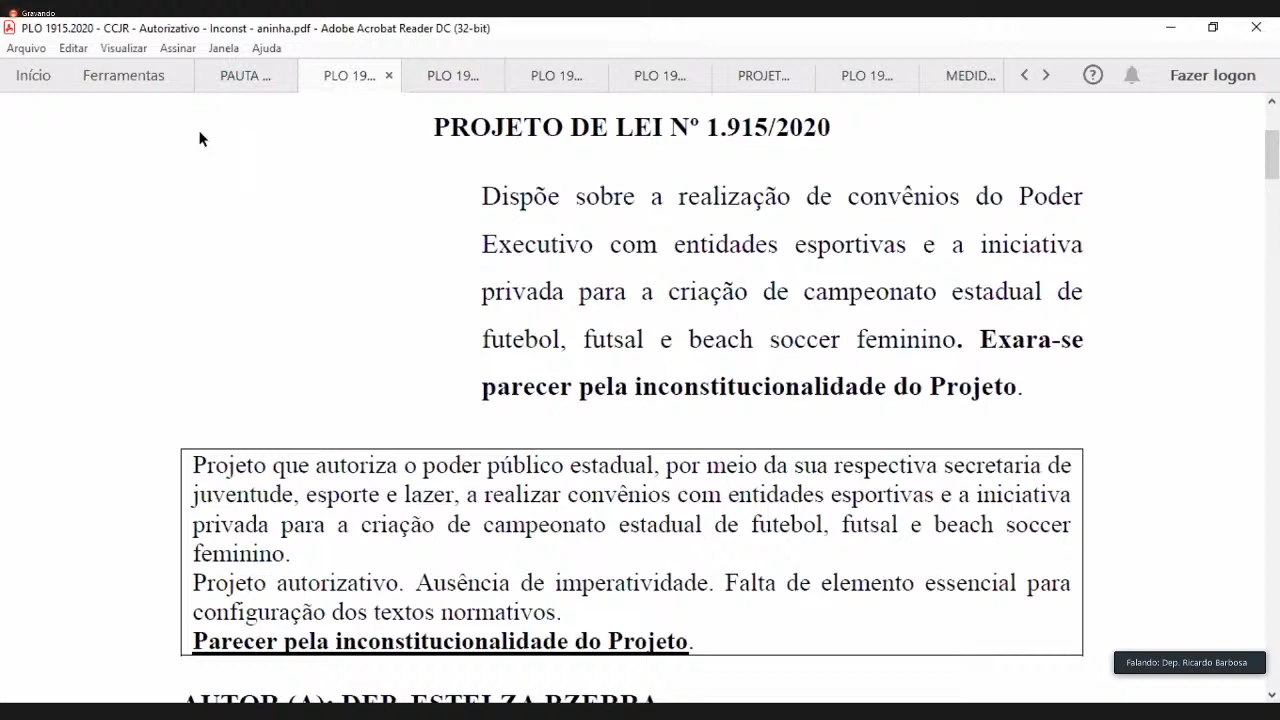 Gravando
PLO 1915.2020 - CCJR - Autorizativo - Inconst - aninha.pdf - Adobe Acrobat Reader DC (32-bit)
Arquivo Editar Visualizar Assinar Janela Ajuda
Início Ferramentas PAUTA ... PLO 19... × PLO 19... PLO 19... PLO 19... PROJET... PLO 19... MEDID... Fazer logon
PROJETO DE LEI Nº 1.915/2020
Dispõe sobre a realização de convênios do Poder
Executivo com entidades esportivas e a iniciativa
privada para a criação de campeonato estadual de
futebol, futsal e beach soccer feminino. Exara-se
parecer pela inconstitucionalidade do Projeto.
Projeto que autoriza o poder público estadual, por meio da sua respectiva secretaria de
juventude, esporte e lazer, a realizar convênios com entidades esportivas e a iniciativa
privada para a criação de campeonato estadual de futebol, futsal e beach soccer
feminino.
Projeto autorizativo. Ausência de imperatividade. Falta de elemento essencial para
configuração dos textos normativos.
Parecer pela inconstitucionalidade do Projeto.
Falando: Dep. Ricardo Barbosa
AUTOR (A): DEP. ESTELZA BZERRA